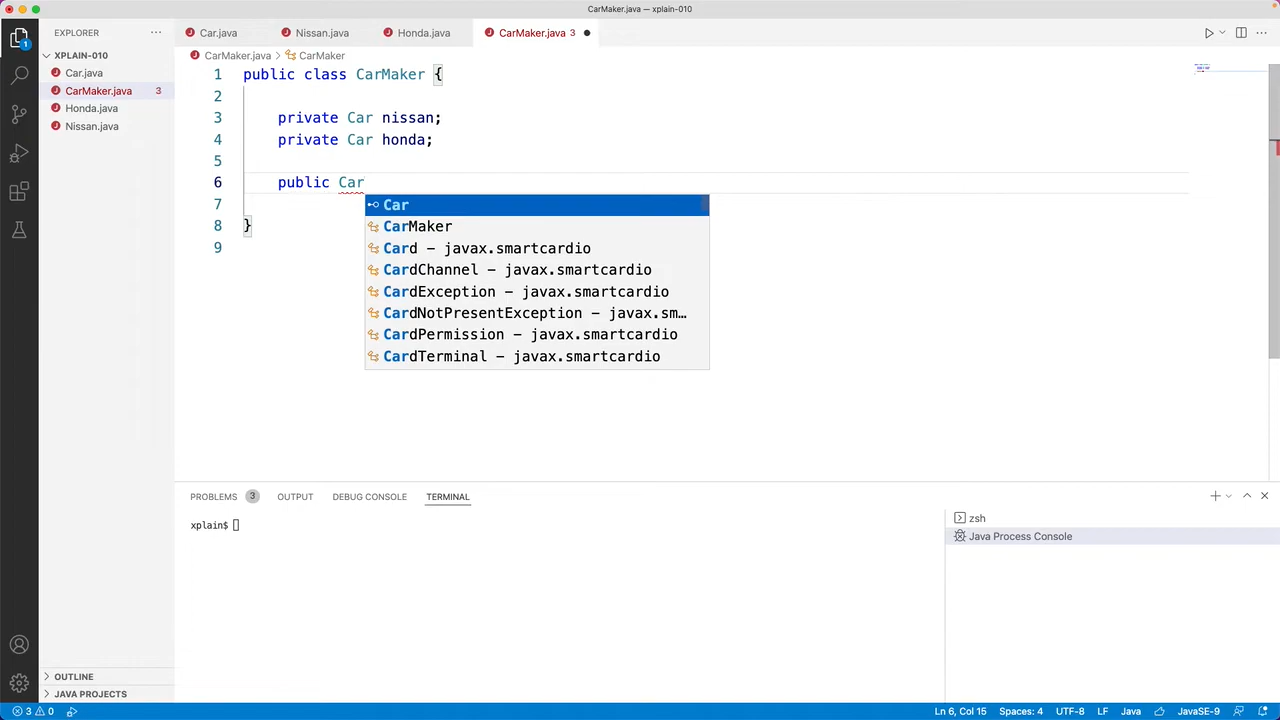 CarMaker.java — xplain-010
EXPLORER
Car.java
Nissan.java
Honda.java
CarMaker.java 3
XPLAIN-010
CarMaker.java > CarMaker
Car.java
CarMaker.java 3
Honda.java
Nissan.java
1 public class CarMaker {
2
3 private Car nissan;
4 private Car honda;
5
6 public Car
7
8 }
9
Car
CarMaker
Card – javax.smartcardio
CardChannel – javax.smartcardio
CardException – javax.smartcardio
CardNotPresentException – javax.sm…
CardPermission – javax.smartcardio
CardTerminal – javax.smartcardio
PROBLEMS 3 OUTPUT DEBUG CONSOLE TERMINAL
xplain$
zsh
Java Process Console
1
OUTLINE
JAVA PROJECTS
3 0
Ln 6, Col 15 Spaces: 4 UTF-8 LF Java JavaSE-9